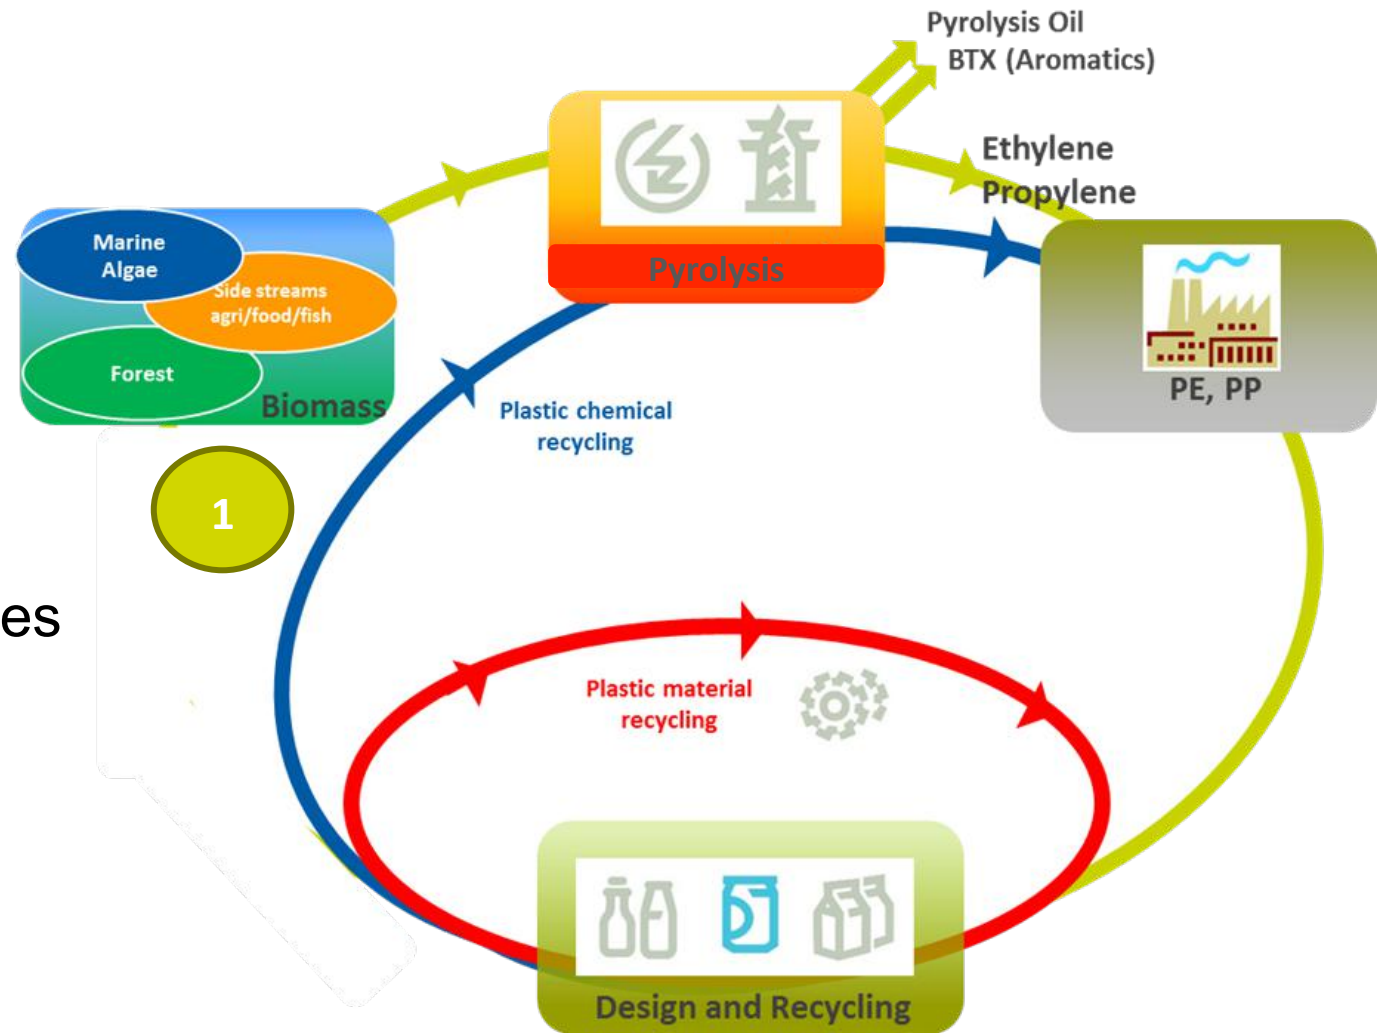 Pyrolysis Oil
BTX (Aromatics)
Ethylene
Propylene
Pyrolysis
Marine
Algae
Side streams
agri/food/fish
Forest
Biomass
PE, PP
Plastic chemical
recycling
1
es
Plastic material
recycling
Design and Recycling